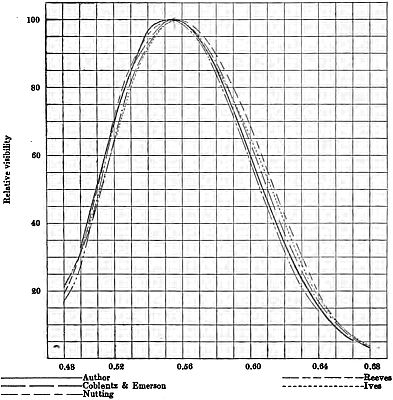 100
80
60
40
20
Relative visibility
0.48 0.52 0.56 0.60 0.64 0.68
Author
Coblentz & Emerson
Nutting
Reeves
Ives